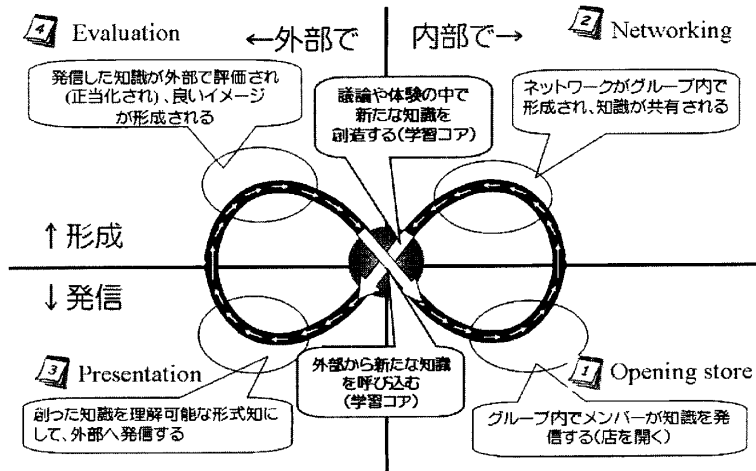 4 Evaluation
←外部で
内部で→
2 Networking
発信した知識が外部で評価され
(正当化され)、良いイメージ
が形成される
議論や体験の中で
新たな知識を
創造する(学習コア)
ネットワークがグループ内で
形成され、知識が共有される
↑形成
↓発信
3 Presentation
創った知識を理解可能な形式知に
して、外部へ発信する
外部から新たな知識
を呼び込む
(学習コア)
1 Opening store
グループ内でメンバーが知識を発
信する(店を開く)